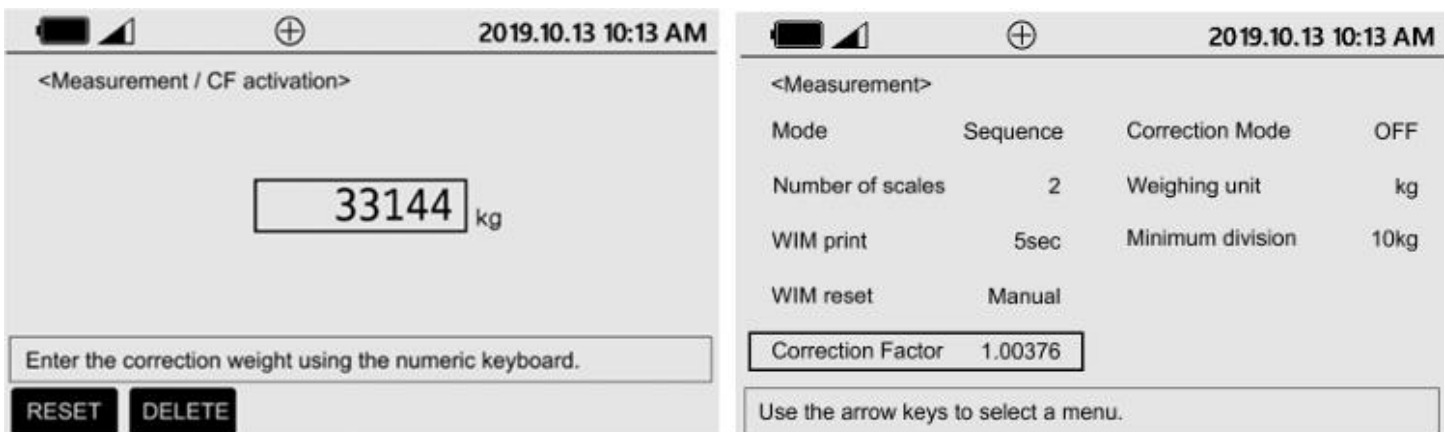 2019.10.13 10:13 AM
<Measurement / CF activation>
33144 kg
Enter the correction weight using the numeric keyboard.
RESET DELETE
2019.10.13 10:13 AM
<Measurement>
Mode Sequence Correction Mode OFF
Number of scales 2 Weighing unit kg
WIM print 5sec Minimum division 10kg
WIM reset Manual
Correction Factor 1.00376
Use the arrow keys to select a menu.